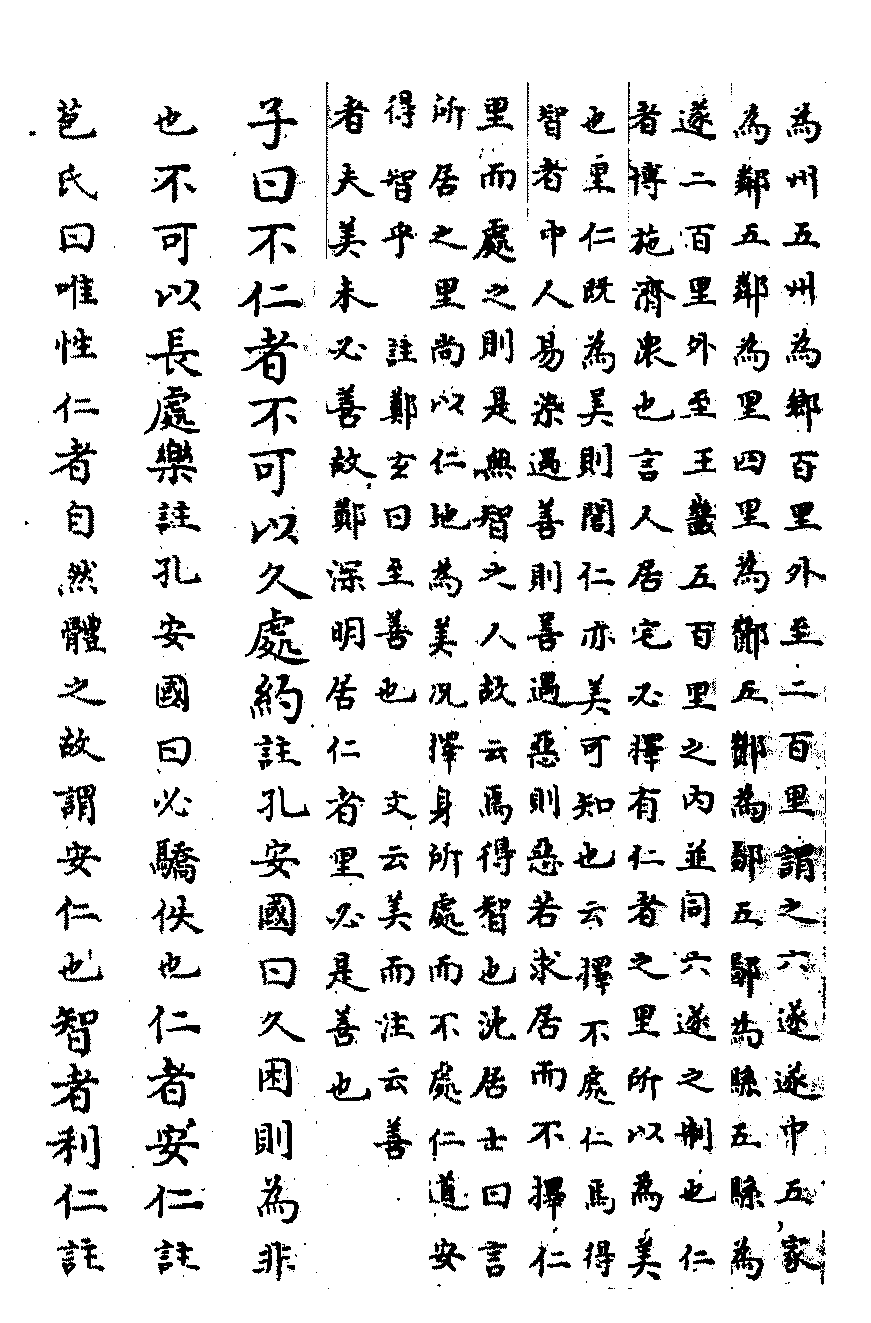 為州五州為鄉百里外至二百里謂之六遂遂中五家
為鄰五鄰為里四里為酇五酇為鄙五鄙為縣五縣為
遂二百里外至王畿五百里之內並同六遂之制也仁
者博施濟衆也言人居宅必擇有仁者之里所以為美
也里仁既為美則閭仁亦美可知也云擇不處仁焉得
智者中人易染遇善則善遇惡則惡若求居而不擇仁
里而處之則是無智之人故云焉得智也沈居士曰言
所居之里尚以仁地為美況擇身所處而不處仁道安
得智乎 註鄭玄曰至善也 文云美而注云善
者夫美未必善故鄭深明居仁者里必是善也
子曰不仁者不可以久處約註孔安國曰久困則為非
也不可以長處樂註孔安國曰必驕佚也仁者安仁註
苞氏曰唯性仁者自然體之故謂安仁也智者利仁註